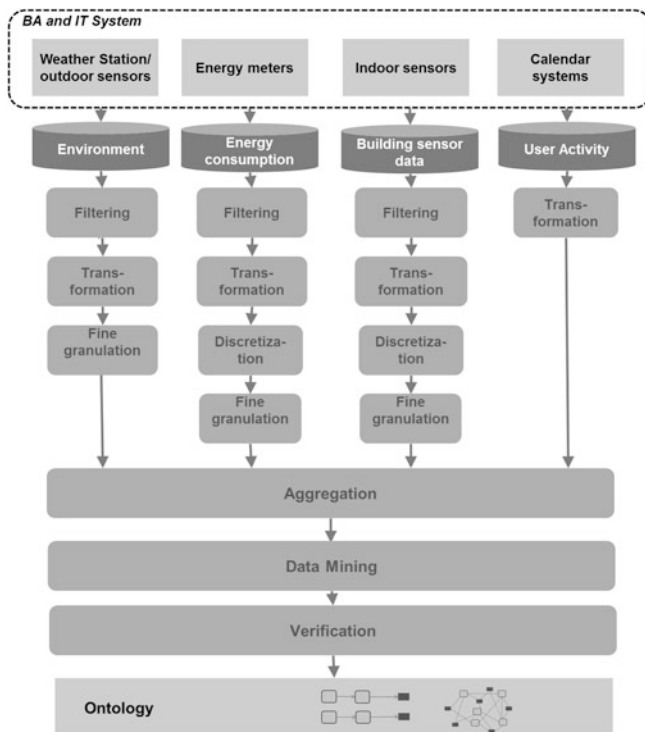 BA and IT System
Weather Station/
outdoor sensors
Energy meters
Indoor sensors
Calendar
systems
Environment
Energy
consumption
Building sensor
data
User Activity
Filtering
Filtering
Filtering
Trans-
formation
Trans-
formation
Trans-
formation
Trans-
formation
Fine
granulation
Discretiza-
tion
Discretiza-
tion
Fine
granulation
Fine
granulation
Aggregation
Data Mining
Verification
Ontology